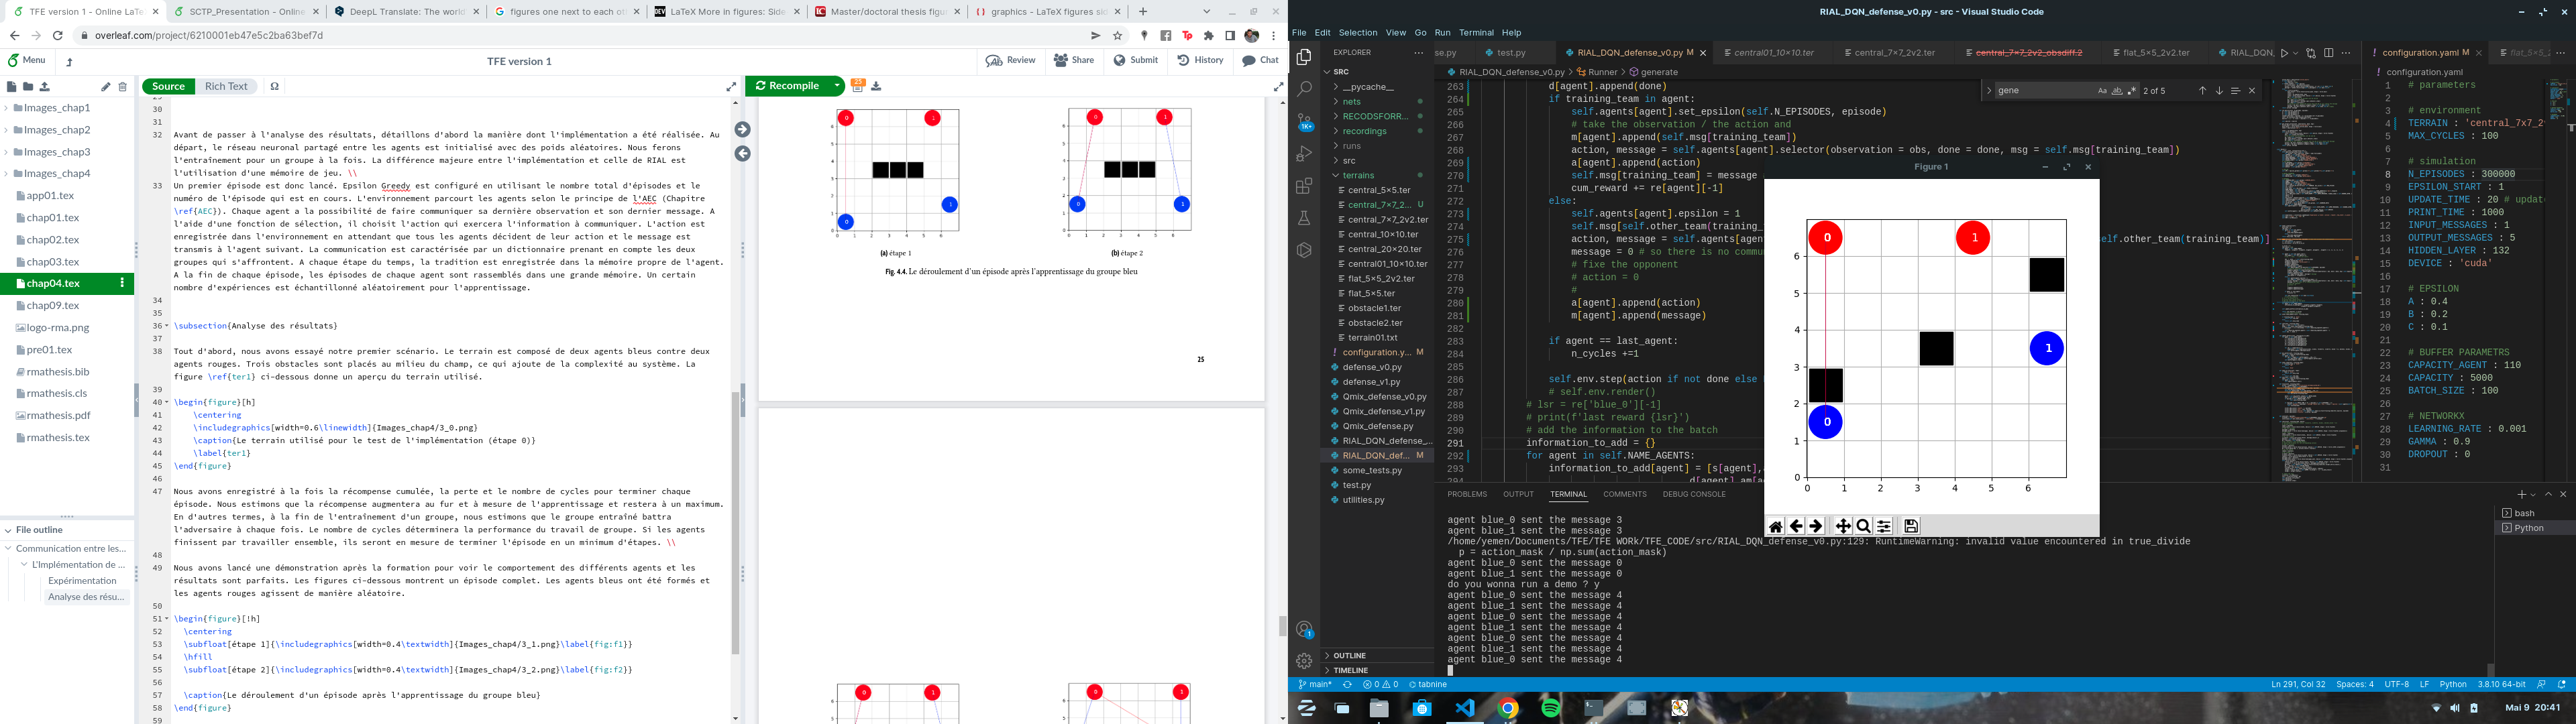 TFE version 1 - Online LaTe
SCTP_Presentation - Online
DeepL Translate: The world
figures one next to each oth
LaTeX More in figures: Side
Master/doctoral thesis figu
graphics - LaTeX figures sid
overleaf.com/project/6210001eb47e5c2ba63bef7d
Menu
TFE version 1
Review
Share
Submit
History
Chat
Source
Rich Text
Recompile
Images_chap1
Images_chap2
Images_chap3
Images_chap4
app01.tex
chap01.tex
chap02.tex
chap03.tex
chap04.tex
chap09.tex
logo-rma.png
pre01.tex
rmathesis.bib
rmathesis.cls
rmathesis.pdf
rmathesis.tex
File outline
Communication entre les...
L'Implémentation de ...
Expérimentation
Analyse des résu...
30
31
32 Avant de passer à l'analyse des résultats, détaillons d'abord la manière dont l'implémentation a été réalisée. Au
départ, le réseau neuronal partagé entre les agents est initialisé avec des poids aléatoires. Nous ferons
l'entraînement pour un groupe à la fois. La différence majeure entre l'implémentation et celle de RIAL est
l'utilisation d'une mémoire de jeu. \\
33 Un premier épisode est donc lancé. Epsilon Greedy est configuré en utilisant le nombre total d'épisodes et le
numéro de l'épisode qui est en cours. L'environnement parcourt les agents selon le principe de l'AEC (Chapitre
\ref{AEC}). Chaque agent a la possibilité de faire communiquer sa dernière observation et son dernier message. A
l'aide d'une fonction de sélection, il choisit l'action qui exercera l'information à communiquer. L'action est
enregistrée dans l'environnement en attendant que tous les agents décident de leur action et le message est
transmis à l'agent suivant. La communication est caractérisée par un dictionnaire prenant en compte les deux
groupes qui s'affrontent. A chaque étape du temps, la tradition est enregistrée dans la mémoire propre de l'agent.
A la fin de chaque épisode, les épisodes de chaque agent sont rassemblés dans une grande mémoire. Un certain
nombre d'expériences est échantillonné aléatoirement pour l'apprentissage.
34
35
36 \subsection{Analyse des résultats}
37
38 Tout d'abord, nous avons essayé notre premier scénario. Le terrain est composé de deux agents bleus contre deux
agents rouges. Trois obstacles sont placés au milieu du champ, ce qui ajoute de la complexité au système. La
figure \ref{ter1} ci-dessous donne un aperçu du terrain utilisé.
39
40 \begin{figure}[h]
41 \centering
42 \includegraphics[width=0.6\linewidth]{Images_chap4/3_0.png}
43 \caption{Le terrain utilisé pour le test de l'implémentation (étape 0)}
44 \label{ter1}
45 \end{figure}
46
47 Nous avons enregistré à la fois la récompense cumulée, la perte et le nombre de cycles pour terminer chaque
épisode. Nous estimons que la récompense augmentera au fur et à mesure de l'apprentissage et restera à un maximum.
En d'autres termes, à la fin de l'entrainement d'un groupe, nous estimons que le groupe entraîné battra
l'adversaire à chaque fois. Le nombre de cycles déterminera la performance du travail de groupe. Si les agents
finissent par travailler ensemble, ils seront en mesure de terminer l'épisode en un minimum d'étapes. \\
48
49 Nous avons lancé une démonstration après la formation pour voir le comportement des différents agents et les
résultats sont parfaits. Les figures ci-dessous montrent un épisode complet. Les agents bleus ont été formés et
les agents rouges agissent de manière aléatoire.
50
51 \begin{figure}[!h]
52 \centering
53 \subfloat[étape 1]{\includegraphics[width=0.4\textwidth]{Images_chap4/3_1.png}\label{fig:f1}}
54 \hfill
55 \subfloat[étape 2]{\includegraphics[width=0.4\textwidth]{Images_chap4/3_2.png}\label{fig:f2}}
56
57 \caption{Le déroulement d'un épisode après l'apprentissage du groupe bleu}
58 \end{figure}
59
(a) étape 1
(b) étape 2
Fig. 4.4. Le déroulement d'un épisode après l'apprentissage du groupe bleu
25
RIAL_DQN_defense_v0.py - src - Visual Studio Code
File Edit Selection View Go Run Terminal Help
EXPLORER
SRC
__pycache__
nets
RECODSFORR...
recordings
runs
src
terrains
central_5×5.ter
central_7×7_2...
U
central_7×7_2v2.ter
central_10×10.ter
central_20×20.ter
central01_10×10.ter
flat_5×5_2v2.ter
flat_5×5.ter
obstacle1.ter
obstacle2.ter
terrain01.txt
configuration.y...
M
defense_v0.py
defense_v1.py
Qmix_defense_v0.py
Qmix_defense_v1.py
Qmix_defense.py
RIAL_DQN_defense_...
RIAL_DQN_def...
M
some_tests.py
test.py
utilities.py
OUTLINE
TIMELINE
se.py
test.py
RIAL_DQN_defense_v0.py M
central01_10×10.ter
central_7×7_2v2.ter
central_7×7_2v2_obsdiff.2
flat_5×5_2v2.ter
RIAL_DQN_
RIAL_DQN_defense_v0.py > Runner > generate
gene
2 of 5
263 d[agent].append(done)
264 if training_team in agent:
265 self.agents[agent].set_epsilon(self.N_EPISODES, episode)
266 # take the observation / the action and
267 m[agent].append(self.msg[training_team])
268 action, message = self.agents[agent].selector(observation = obs, done = done, msg = self.msg[training_team])
269 a[agent].append(action)
270 self.msg[training_team] = message
271 cum_reward += re[agent][-1]
272 else:
273 self.agents[agent].epsilon = 1
274 self.msg[self.other_team(training_
275 action, message = self.agents[agen
self.other_team(training_team)]
276 message = 0 # so there is no commu
277 # fixe the opponent
278 # action = 0
279 #
280 a[agent].append(action)
281 m[agent].append(message)
282
283 if agent == last_agent:
284 n_cycles +=1
285
286 self.env.step(action if not done else
287 # self.env.render()
288 # lsr = re['blue_0'][-1]
289 # print(f'last reward {lsr}')
290 # add the information to the batch
291 information_to_add = {}
292 for agent in self.NAME_AGENTS:
293 information_to_add[agent] = [s[agent],
Figure 1
0
1
1
0
6
5
4
3
2
1
0
0 1 2 3 4 5 6
configuration.yaml M
configuration.yaml
1 # parameters
2
3 # environment
4 TERRAIN : 'central_7x7_2
5 MAX_CYCLES : 100
6
7 # simulation
8 N_EPISODES : 300000
9 EPSILON_START : 1
10 UPDATE_TIME : 20 # updat
11 PRINT_TIME : 1000
12 INPUT_MESSAGES : 1
13 OUTPUT_MESSAGES : 5
14 HIDDEN_LAYER : 132
15 DEVICE : 'cuda'
16
17 # EPSILON
18 A : 0.4
19 B : 0.2
20 C : 0.1
21
22 # BUFFER PARAMETRS
23 CAPACITY_AGENT : 110
24 CAPACITY : 5000
25 BATCH_SIZE : 100
26
27 # NETWORKX
28 LEARNING_RATE : 0.001
29 GAMMA : 0.9
30 DROPOUT : 0
31
PROBLEMS OUTPUT TERMINAL COMMENTS DEBUG CONSOLE
agent blue_0 sent the message 3
agent blue_1 sent the message 3
/home/yemen/Documents/TFE/TFE WORk/TFE_CODE/src/RIAL_DQN_defense_v0.py:129: RuntimeWarning: invalid value encountered in true_divide
p = action_mask / np.sum(action_mask)
agent blue_0 sent the message 0
agent blue_1 sent the message 0
do you wonna run a demo ? y
agent blue_0 sent the message 4
agent blue_1 sent the message 4
agent blue_0 sent the message 4
agent blue_1 sent the message 4
agent blue_0 sent the message 4
agent blue_1 sent the message 4
agent blue_0 sent the message 4
bash
Python
main*
0 0
tabnine
Ln 291, Col 32
Spaces: 4
UTF-8
LF
Python
3.8.10 64-bit
Mai 9 20:41